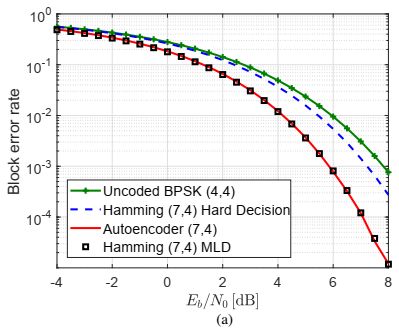 10^0
10^-1
10^-2
10^-3
10^-4
Block error rate
Uncoded BPSK (4,4)
Hamming (7,4) Hard Decision
Autoencoder (7,4)
Hamming (7,4) MLD
-4 -2 0 2 4 6 8
E_b/N_0 [dB]
(a)